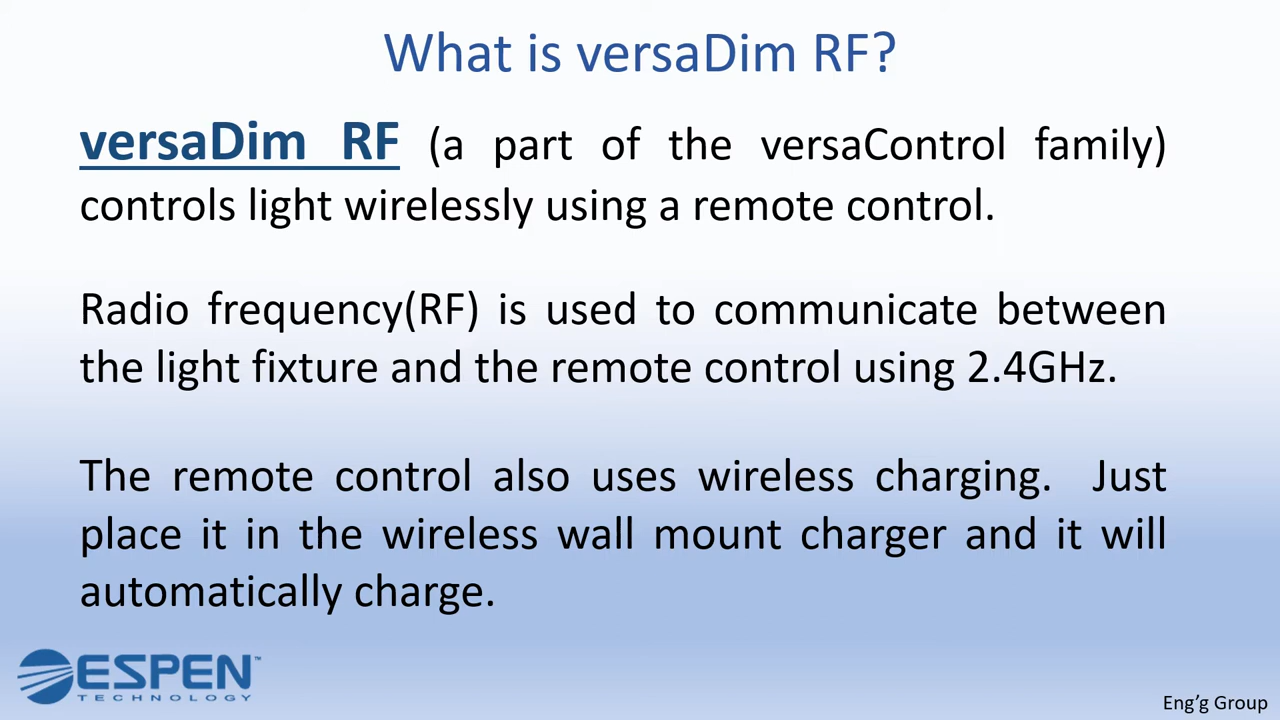 What is versaDim RF?
versaDim RF (a part of the versaControl family)
controls light wirelessly using a remote control.
Radio frequency(RF) is used to communicate between
the light fixture and the remote control using 2.4GHz.
The remote control also uses wireless charging. Just
place it in the wireless wall mount charger and it will
automatically charge.
ESPEN™
TECHNOLOGY
Eng’g Group